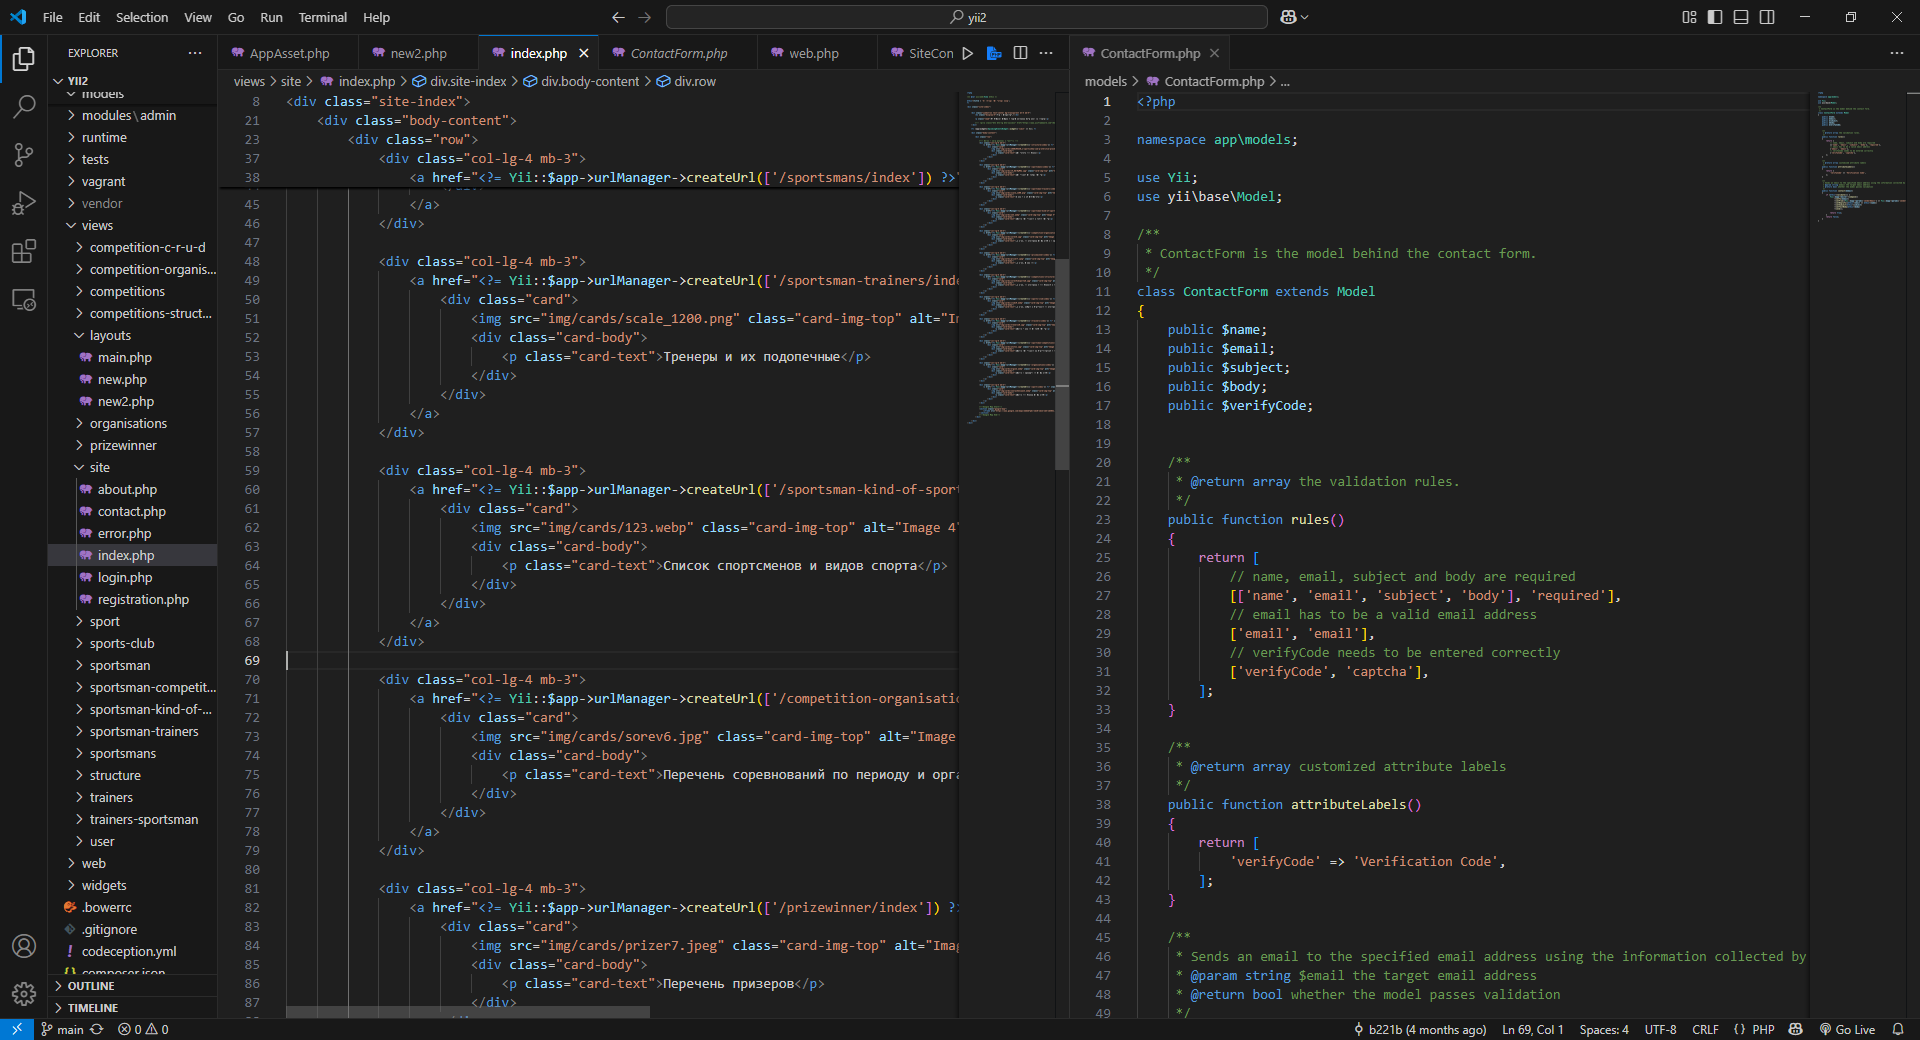 File Edit Selection View Go Run Terminal Help
yii2
EXPLORER
YII2
models
modules\admin
runtime
tests
vagrant
vendor
views
competition-c-r-u-d
competition-organis...
competitions
competitions-struct...
layouts
main.php
new.php
new2.php
organisations
prizewinner
site
about.php
contact.php
error.php
index.php
login.php
registration.php
sport
sports-club
sportsman
sportsman-competit...
sportsman-kind-of-...
sportsman-trainers
sportsmans
structure
trainers
trainers-sportsman
user
web
widgets
.bowerrc
.gitignore
codeception.yml
composer.json
OUTLINE
TIMELINE
AppAsset.php new2.php index.php ContactForm.php web.php SiteCon
views > site > index.php > div.site-index > div.body-content > div.row
8 <div class="site-index">
21 <div class="body-content">
23 <div class="row">
37 <div class="col-lg-4 mb-3">
38 <a href="<?= Yii::$app->urlManager->createUrl(['/sportsmans/index']) ?>"
45 </a>
46 </div>
47
48 <div class="col-lg-4 mb-3">
49 <a href="<?= Yii::$app->urlManager->createUrl(['/sportsman-trainers/inde
50 <div class="card">
51 <img src="img/cards/scale_1200.png" class="card-img-top" alt="Im
52 <div class="card-body">
53 <p class="card-text">Тренеры и их подопечные</p>
54 </div>
55 </div>
56 </a>
57 </div>
58
59 <div class="col-lg-4 mb-3">
60 <a href="<?= Yii::$app->urlManager->createUrl(['/sportsman-kind-of-sport
61 <div class="card">
62 <img src="img/cards/123.webp" class="card-img-top" alt="Image 4"
63 <div class="card-body">
64 <p class="card-text">Список спортсменов и видов спорта</p>
65 </div>
66 </div>
67 </a>
68 </div>
69
70 <div class="col-lg-4 mb-3">
71 <a href="<?= Yii::$app->urlManager->createUrl(['/competition-organisatio
72 <div class="card">
73 <img src="img/cards/sorev6.jpg" class="card-img-top" alt="Image
74 <div class="card-body">
75 <p class="card-text">Перечень соревнований по периоду и орга
76 </div>
77 </div>
78 </a>
79 </div>
80
81 <div class="col-lg-4 mb-3">
82 <a href="<?= Yii::$app->urlManager->createUrl(['/prizewinner/index']) ?>
83 <div class="card">
84 <img src="img/cards/prizer7.jpeg" class="card-img-top" alt="Imag
85 <div class="card-body">
86 <p class="card-text">Перечень призеров</p>
87 </div>
ContactForm.php
models > ContactForm.php > ...
1 <?php
2
3 namespace app\models;
4
5 use Yii;
6 use yii\base\Model;
7
8 /**
9 * ContactForm is the model behind the contact form.
10 */
11 class ContactForm extends Model
12 {
13 public $name;
14 public $email;
15 public $subject;
16 public $body;
17 public $verifyCode;
18
19
20 /**
21 * @return array the validation rules.
22 */
23 public function rules()
24 {
25 return [
26 // name, email, subject and body are required
27 [['name', 'email', 'subject', 'body'], 'required'],
28 // email has to be a valid email address
29 ['email', 'email'],
30 // verifyCode needs to be entered correctly
31 ['verifyCode', 'captcha'],
32 ];
33 }
34
35 /**
36 * @return array customized attribute labels
37 */
38 public function attributeLabels()
39 {
40 return [
41 'verifyCode' => 'Verification Code',
42 ];
43 }
44
45 /**
46 * Sends an email to the specified email address using the information collected by
47 * @param string $email the target email address
48 * @return bool whether the model passes validation
49 */
main 0 0 b221b (4 months ago) Ln 69, Col 1 Spaces: 4 UTF-8 CRLF {} PHP Go Live